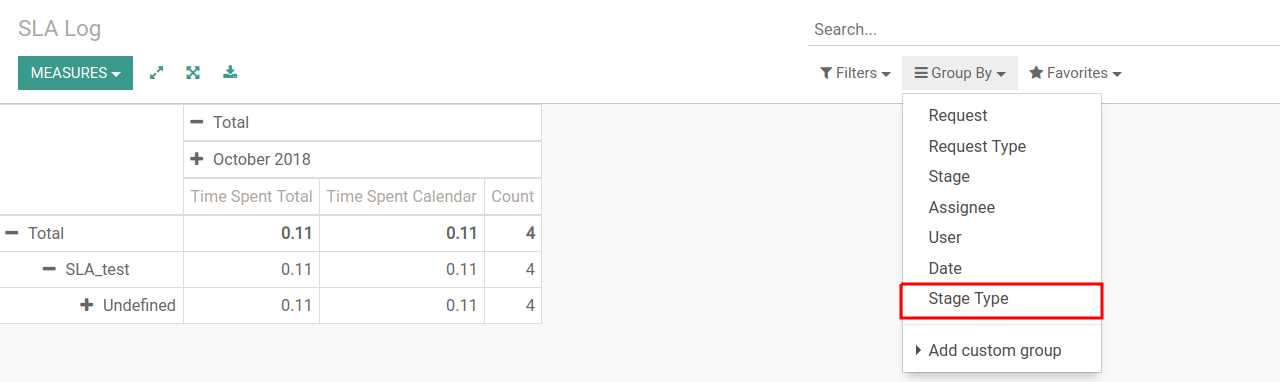 SLA Log
Search...
MEASURES
Filters Group By Favorites
Request
Request Type
Stage
Assignee
User
Date
Stage Type
Add custom group
Total
October 2018
Time Spent Total Time Spent Calendar Count
Total 0.11 0.11 4
SLA_test 0.11 0.11 4
Undefined 0.11 0.11 4